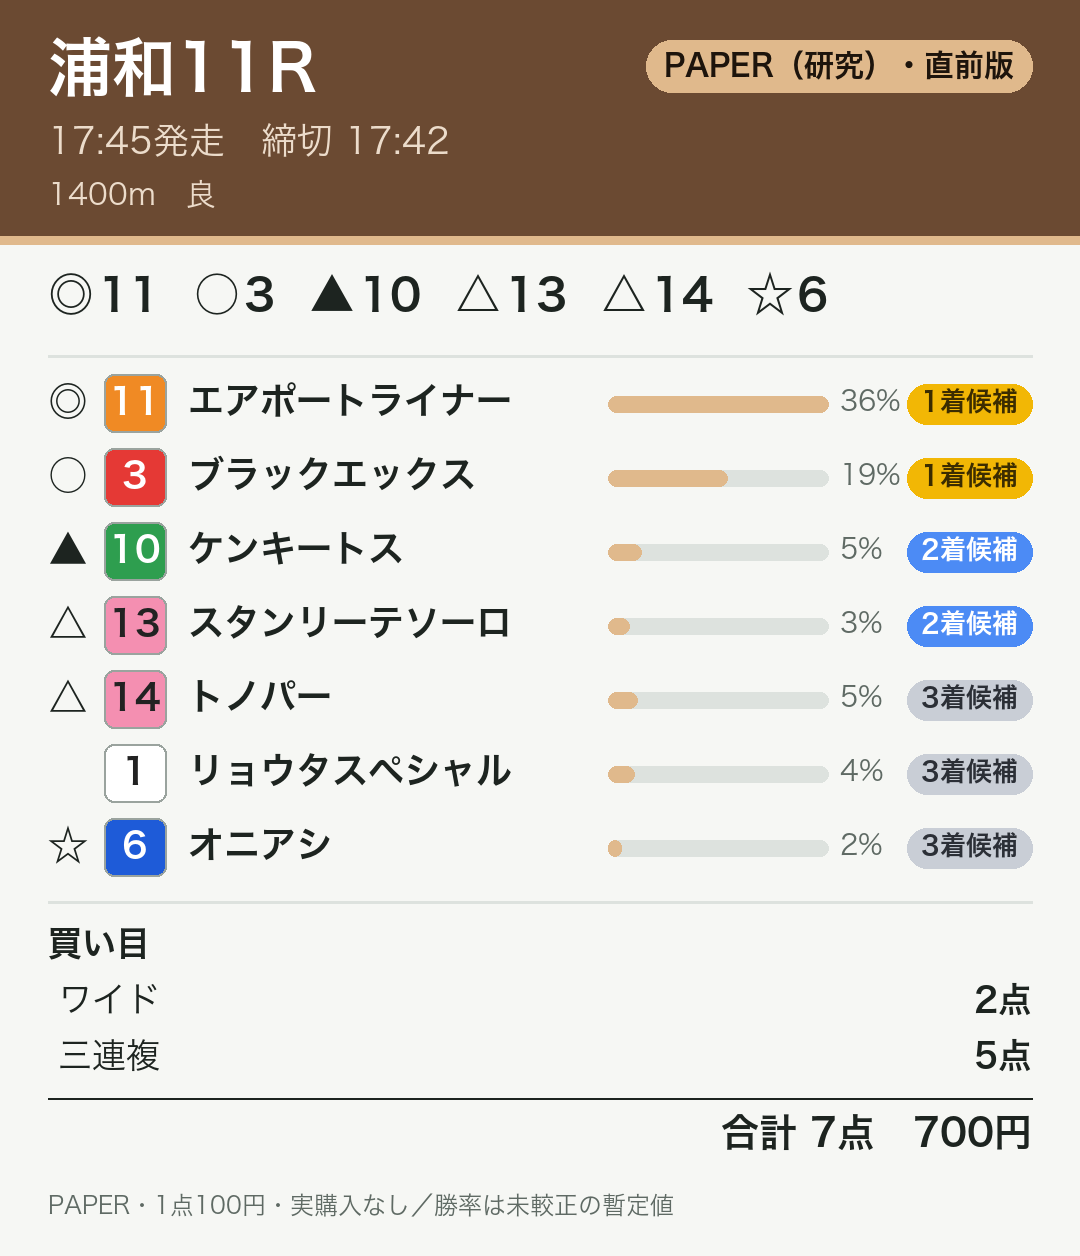 浦和11R
PAPER（研究）・直前版
17:45発走　締切 17:42
1400m　良
◎11 ○3 ▲10 △13 △14 ☆6
◎ 11 エアポートライナー 36% 1着候補
○ 3 ブラックエックス 19% 1着候補
▲ 10 ケンキートス 5% 2着候補
△ 13 スタンリーテソーロ 3% 2着候補
△ 14 トノパー 5% 3着候補
1 リョウタスペシャル 4% 3着候補
☆ 6 オニアシ 2% 3着候補
買い目
ワイド 2点
三連複 5点
合計 7点　700円
PAPER・1点100円・実購入なし／勝率は未較正の暫定値